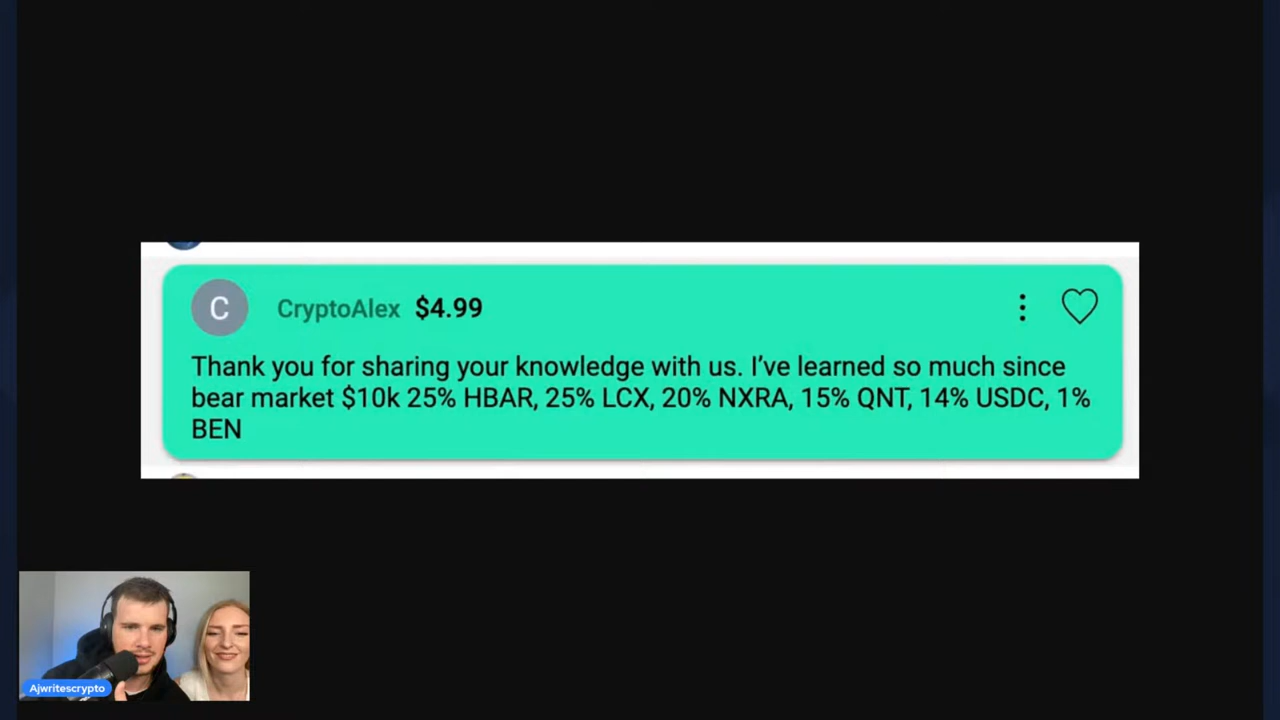 C
CryptoAlex $4.99
Thank you for sharing your knowledge with us. I’ve learned so much since
bear market $10k 25% HBAR, 25% LCX, 20% NXRA, 15% QNT, 14% USDC, 1%
BEN
Ajwritescrypto